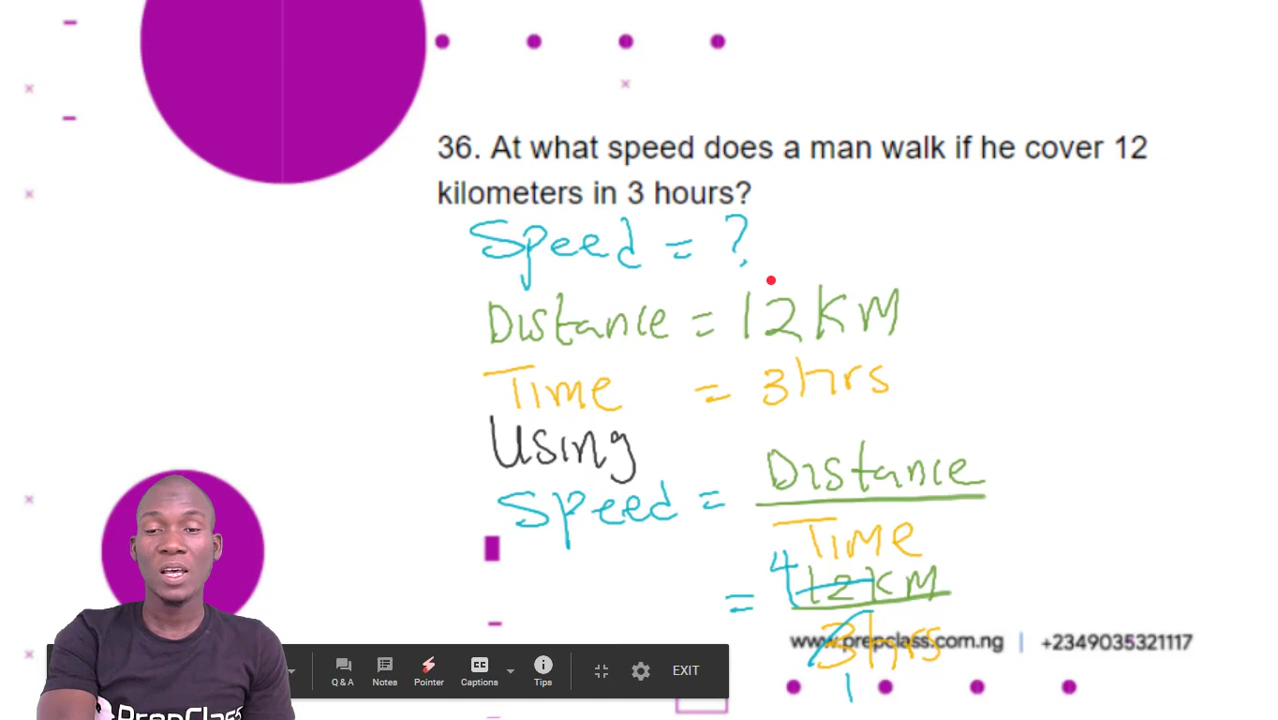 36. At what speed does a man walk if he cover 12
kilometers in 3 hours?
Speed = ?
Distance = 12KM
Time = 3hrs
Using
Speed = Distance
Time
= 4 12KM
3hrs
1
www.prepclass.com.ng | +2349035321117
Q & A Notes Pointer Captions Tips EXIT
CC
PrepClass